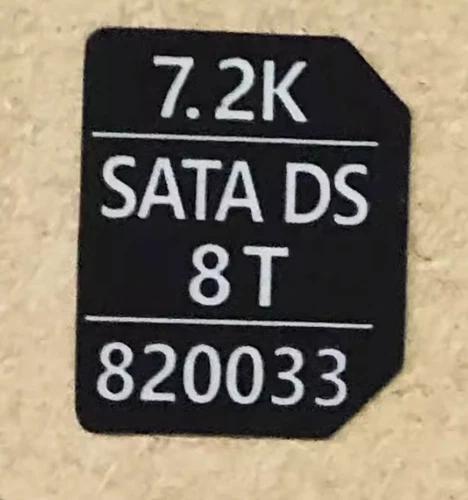 7.2K
SATA DS
8T
820033